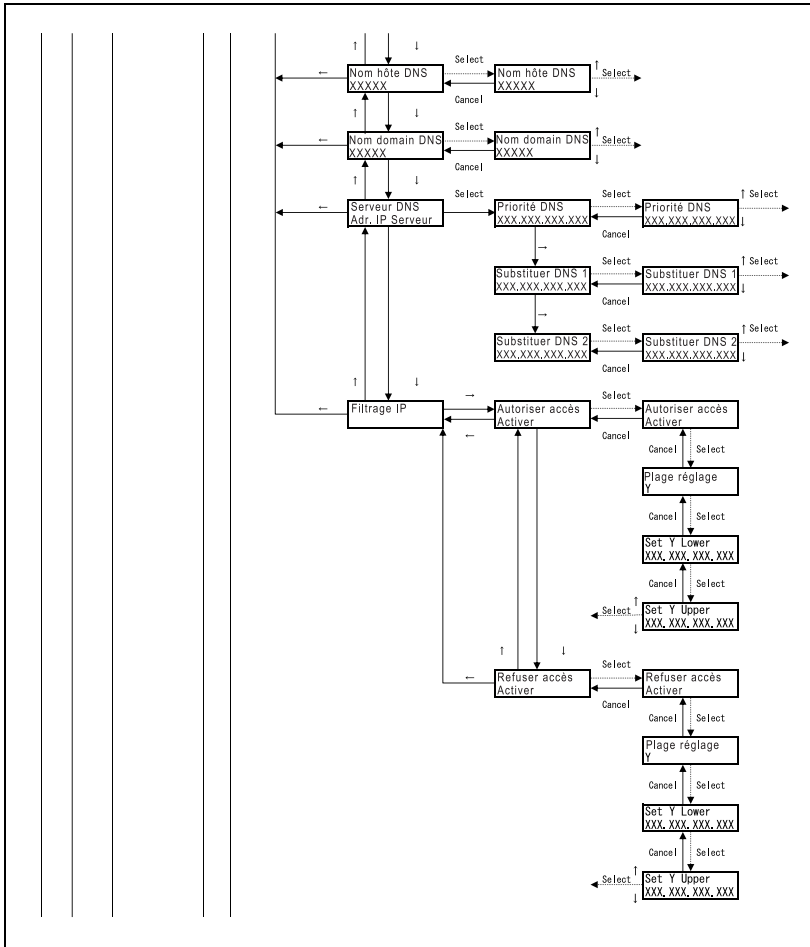 ↑ ↓
Select
← Nom hôte DNS Nom hôte DNS ↑ Select
XXXXX XXXXX ↓
Cancel
↑ ↓
Select
← Nom domain DNS Nom domain DNS ↑ Select
XXXXX XXXXX ↓
Cancel
↑ ↓
Select Select
← Serveur DNS Priorité DNS Priorité DNS ↑ Select
Adr. IP Serveur XXX.XXX.XXX.XXX XXX.XXX.XXX.XXX ↓
Cancel
→
Select
Substituer DNS 1 Substituer DNS 1 ↑ Select
XXX.XXX.XXX.XXX XXX.XXX.XXX.XXX ↓
Cancel
→
Select
Substituer DNS 2 Substituer DNS 2 ↑ Select
XXX.XXX.XXX.XXX XXX.XXX.XXX.XXX ↓
Cancel
↑ ↓
→ Select
← Filtrage IP Autoriser accès Autoriser accès
Activer Activer
← Cancel
Cancel Select
Plage réglage
Y
Cancel Select
Set Y Lower
XXX.XXX.XXX.XXX
Cancel Select
Select ↑ Set Y Upper
↓ XXX.XXX.XXX.XXX
↑ ↓
Select
← Refuser accès Refuser accès
Activer Activer
Cancel
Cancel Select
Plage réglage
Y
Cancel Select
Set Y Lower
XXX.XXX.XXX.XXX
Cancel Select
Select ↑ Set Y Upper
↓ XXX.XXX.XXX.XXX